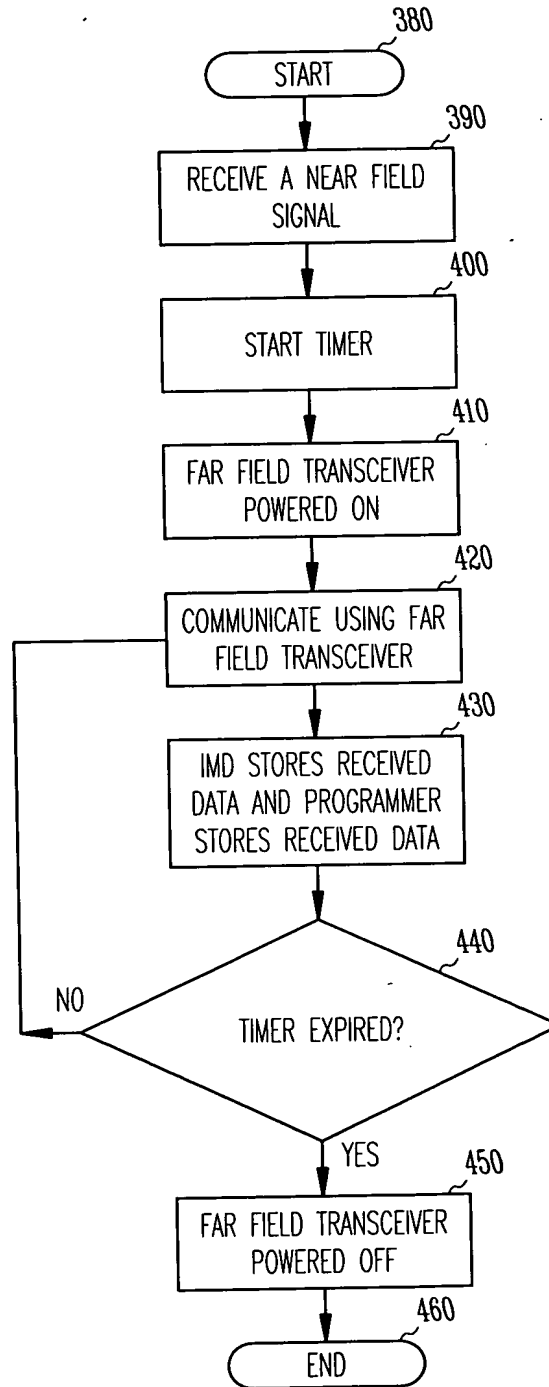 380
START
390
RECEIVE A NEAR FIELD
SIGNAL
400
START TIMER
410
FAR FIELD TRANSCEIVER
POWERED ON
420
COMMUNICATE USING FAR
FIELD TRANSCEIVER
430
IMD STORES RECEIVED
DATA AND PROGRAMMER
STORES RECEIVED DATA
440
NO
TIMER EXPIRED?
YES
450
FAR FIELD TRANSCEIVER
POWERED OFF
460
END